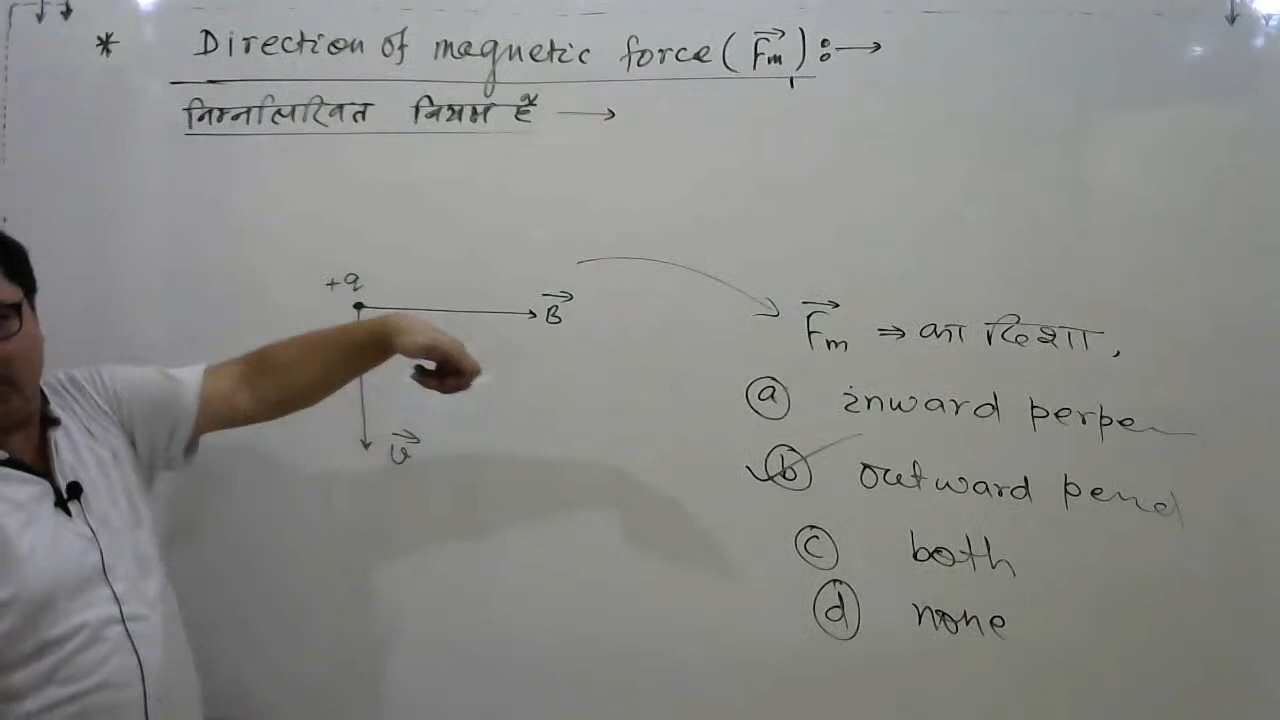 * Direction of magnetic force (F⃗m) :→
निम्नलिखित नियम हैं →
+q
B⃗
v⃗
F⃗m ⇒ का दिशा,
(a) inward perpen
(b) outward pend
(c) both
(d) none